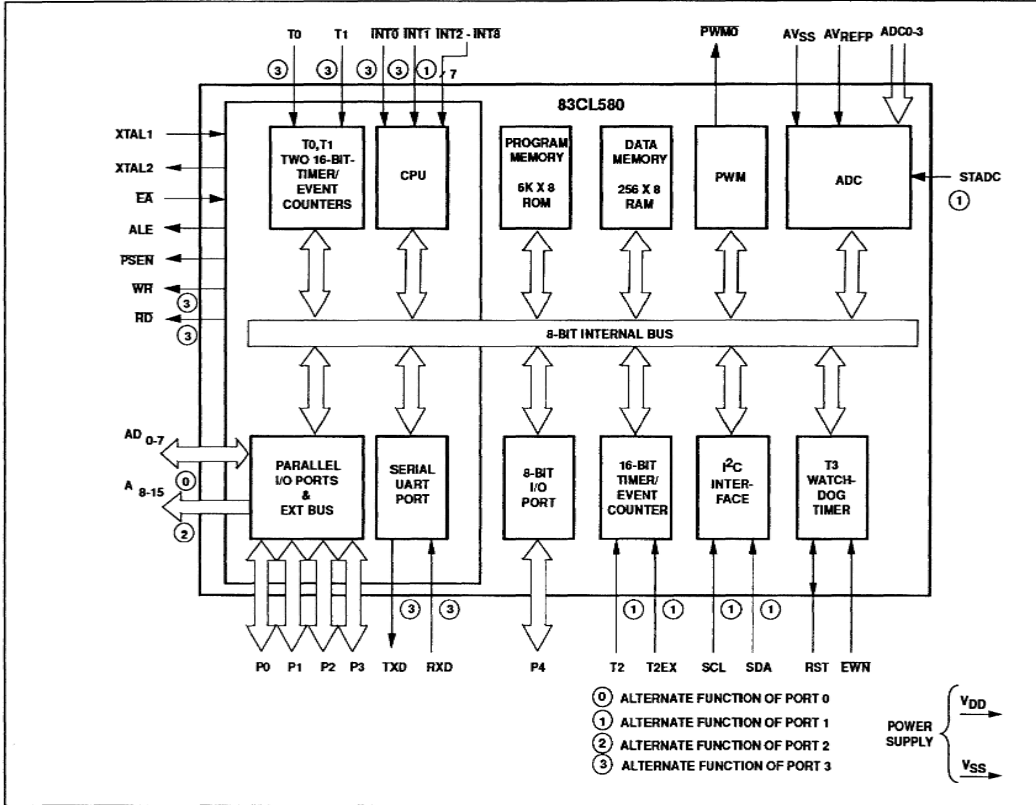 T0 T1 INT0 INT1 INT2 - INT8 PWM0 AVSS AVREFP ADC0-3
3 3 3 3 1 7
83CL580
XTAL1
XTAL2
EA
ALE
PSEN
WR
3
RD
3
T0,T1
TWO 16-BIT-
TIMER/
EVENT
COUNTERS
CPU
PROGRAM
MEMORY
6K X 8
ROM
DATA
MEMORY
256 X 8
RAM
PWM
ADC
STADC
1
8-BIT INTERNAL BUS
AD 0-7
0
A 8-15
2
PARALLEL
I/O PORTS
&
EXT BUS
SERIAL
UART
PORT
8-BIT
I/O
PORT
16-BIT
TIMER/
EVENT
COUNTER
I2C
INTER-
FACE
T3
WATCH-
DOG
TIMER
3 3 1 1 1 1
P0 P1 P2 P3 TXD RXD P4 T2 T2EX SCL SDA RST EWN
0 ALTERNATE FUNCTION OF PORT 0
1 ALTERNATE FUNCTION OF PORT 1
2 ALTERNATE FUNCTION OF PORT 2
3 ALTERNATE FUNCTION OF PORT 3
POWER
SUPPLY
VDD
VSS